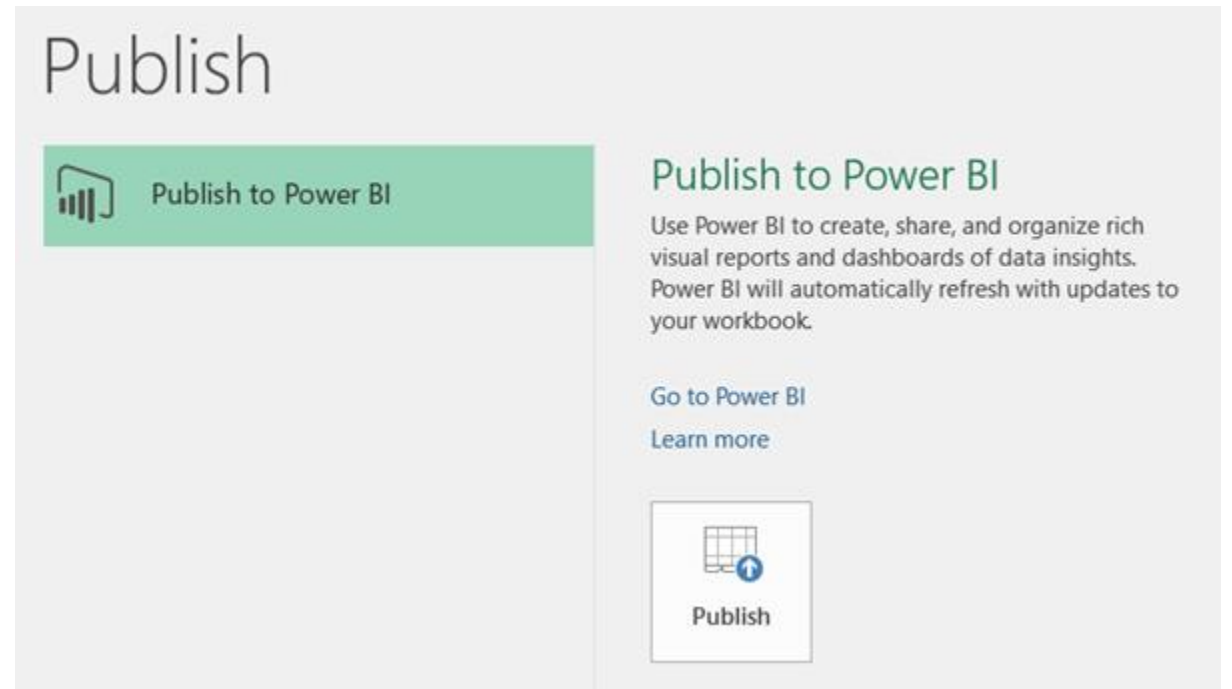 Publish
Publish to Power BI
Publish to Power BI
Use Power BI to create, share, and organize rich
visual reports and dashboards of data insights.
Power BI will automatically refresh with updates to
your workbook.
Go to Power BI
Learn more
Publish